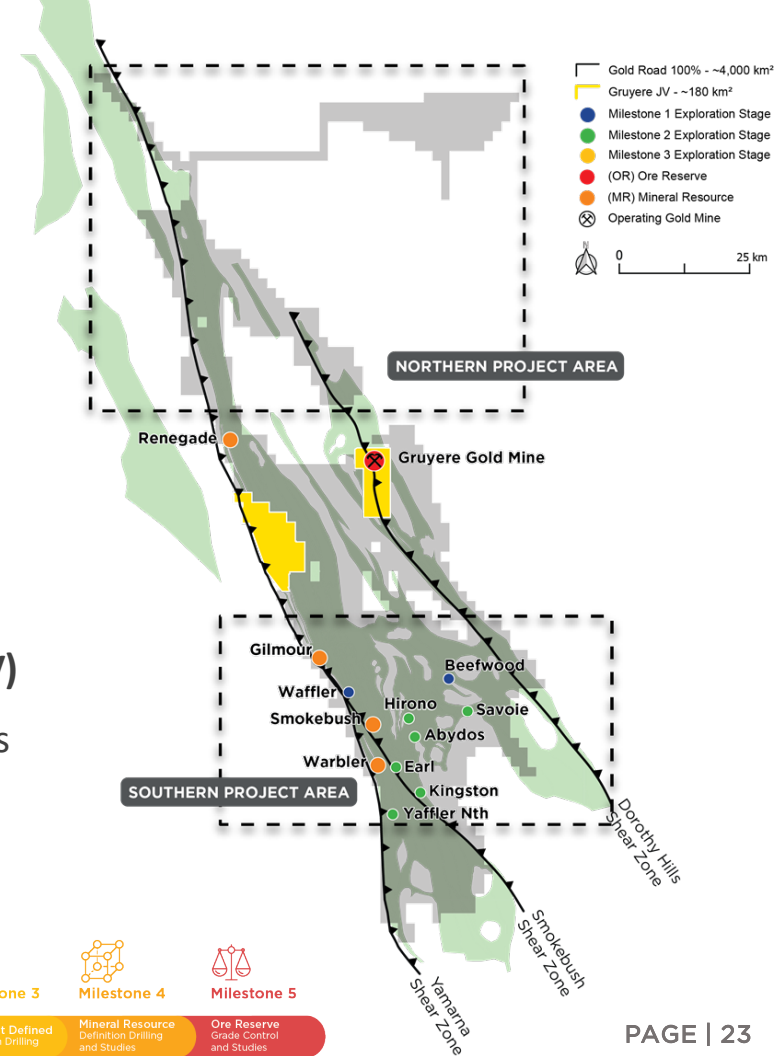 Gold Road 100% - ~4,000 km²
Gruyere JV - ~180 km²
Milestone 1 Exploration Stage
Milestone 2 Exploration Stage
Milestone 3 Exploration Stage
(OR) Ore Reserve
(MR) Mineral Resource
Operating Gold Mine
N
0 25 km
NORTHERN PROJECT AREA
Renegade
Gruyere Gold Mine
Gilmour
Beefwood
Waffler
Hirono
Savoie
Smokebush
Abydos
Warbler
Earl
Kingston
SOUTHERN PROJECT AREA
Yaffler Nth
Dorothy Hills
Shear Zone
Smokebush
Shear Zone
Yamarna
Shear Zone
)
s
one 3
Milestone 4
Milestone 5
t Defined
Drilling
Mineral Resource
Definition Drilling
and Studies
Ore Reserve
Grade Control
and Studies
PAGE | 23